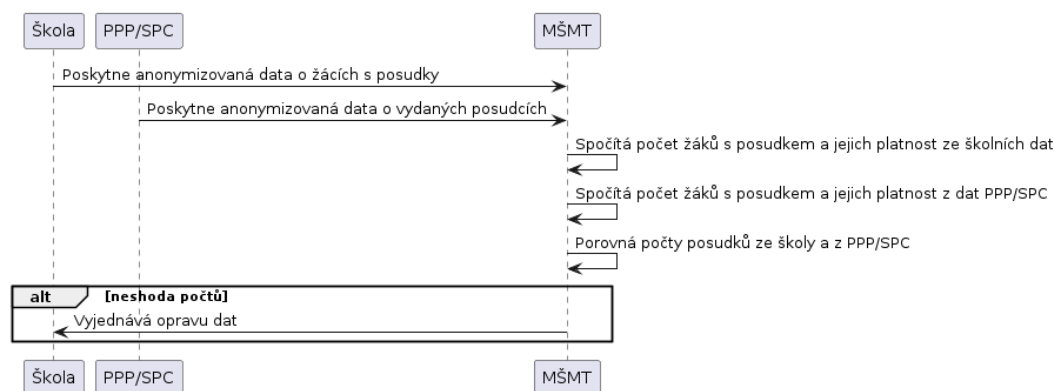 Škola PPP/SPC MŠMT
Poskytne anonymizovaná data o žácích s posudky
Poskytne anonymizovaná data o vydaných posudcích
Spočítá počet žáků s posudkem a jejich platnost ze školních dat
Spočítá počet žáků s posudkem a jejich platnost z dat PPP/SPC
Porovná počty posudků ze školy a z PPP/SPC
alt [neshoda počtů]
Vyjednává opravu dat
Škola PPP/SPC MŠMT